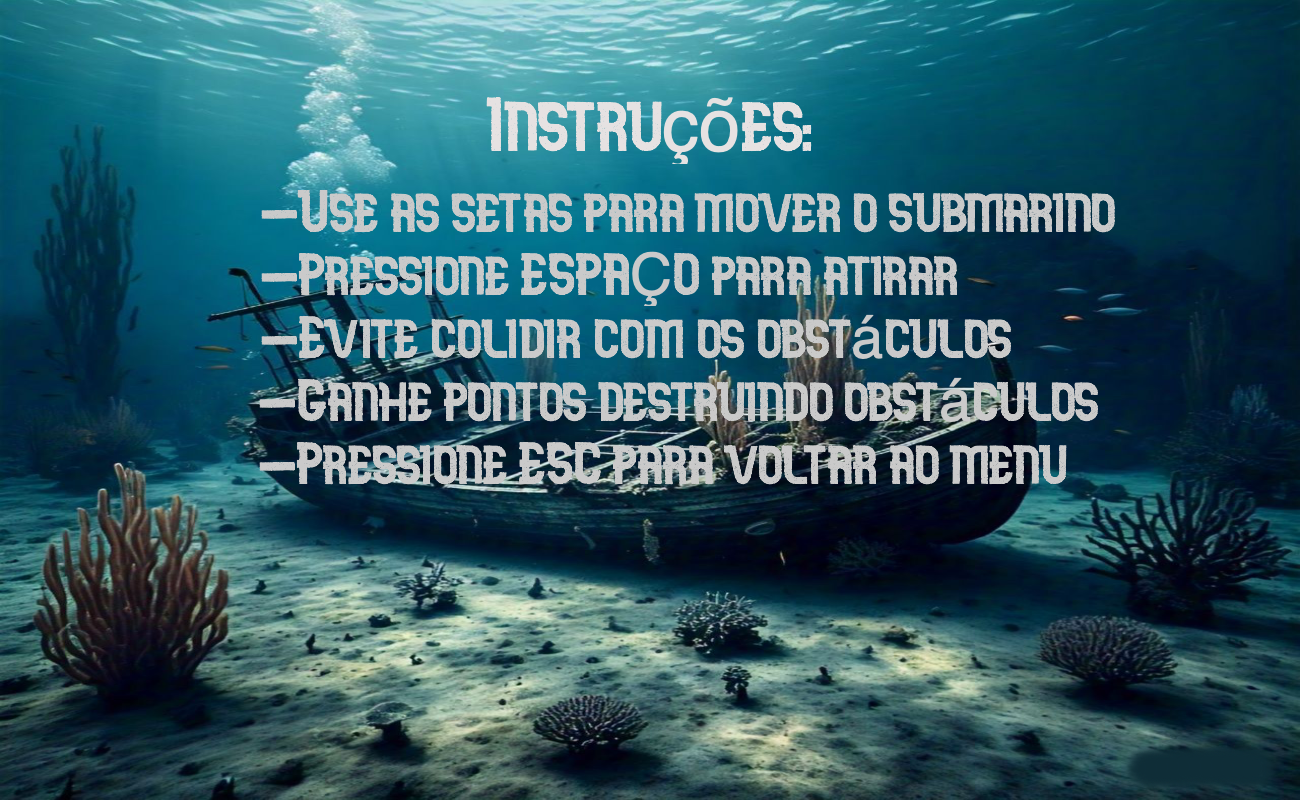 Instruções:
-Use as setas para mover o submarino
-Pressione ESPAÇO para atirar
-Evite colidir com os obstáculos
-Ganhe pontos destruindo obstáculos
-Pressione ESC para voltar ao menu